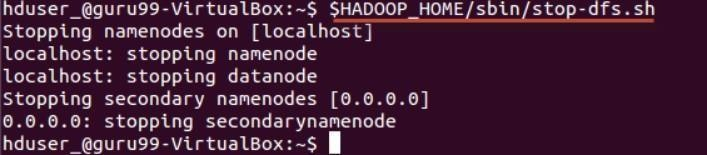 hduser_@guru99-VirtualBox:~$ $HADOOP_HOME/sbin/stop-dfs.sh
Stopping namenodes on [localhost]
localhost: stopping namenode
localhost: stopping datanode
Stopping secondary namenodes [0.0.0.0]
0.0.0.0: stopping secondarynamenode
hduser_@guru99-VirtualBox:~$